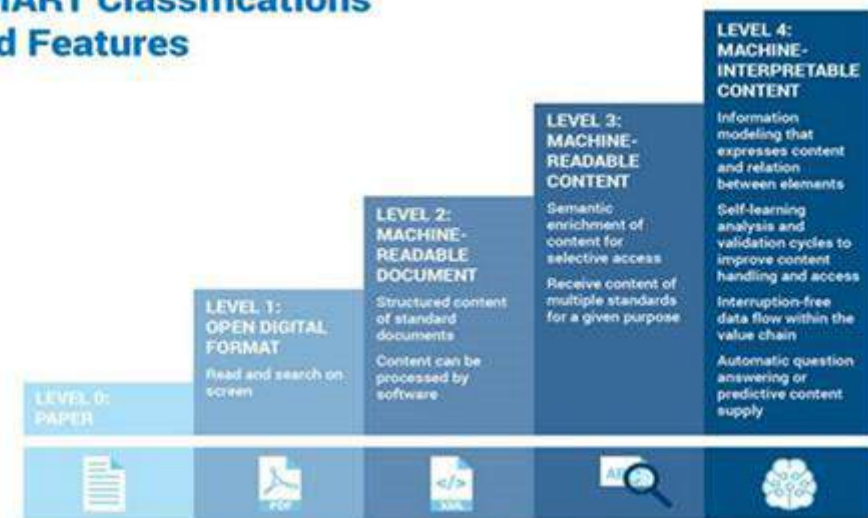 MART Classifications
d Features
LEVEL 0:
PAPER
LEVEL 1:
OPEN DIGITAL
FORMAT
Read and search on
screen
LEVEL 2:
MACHINE-
READABLE
DOCUMENT
Structured content
of standard
documents
Content can be
processed by
software
LEVEL 3:
MACHINE-
READABLE
CONTENT
Semantic
enrichment of
content for
selective access
Receive content of
multiple standards
for a given purpose
LEVEL 4:
MACHINE-
INTERPRETABLE
CONTENT
Information
modeling that
expresses content
and relation
between elements
Self-learning
analysis and
validation cycles to
improve content
handling and access
Interruption-free
data flow within the
value chain
Automatic question
answering or
predictive content
supply
PDF
</>
XML